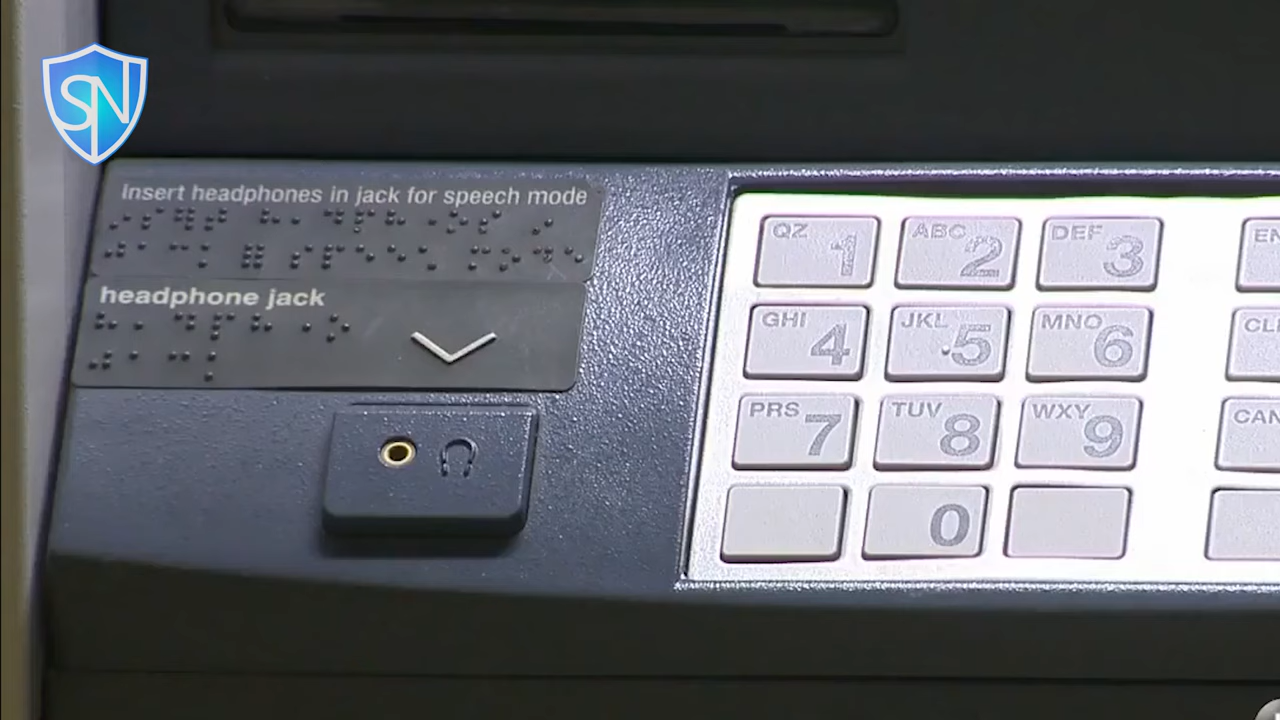 SN
Insert headphones in jack for speech mode
headphone jack
QZ 1 ABC 2 DEF 3
GHI 4 JKL 5 MNO 6
PRS 7 TUV 8 WXY 9
0